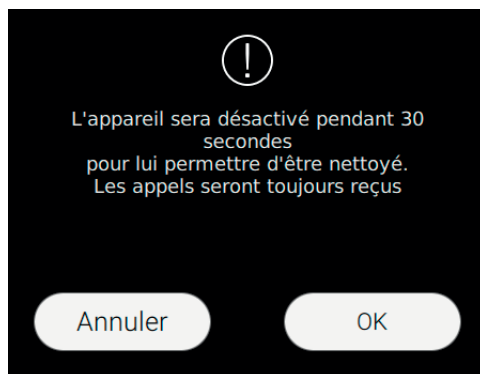 L'appareil sera désactivé pendant 30
secondes
pour lui permettre d'être nettoyé.
Les appels seront toujours reçus
Annuler
OK